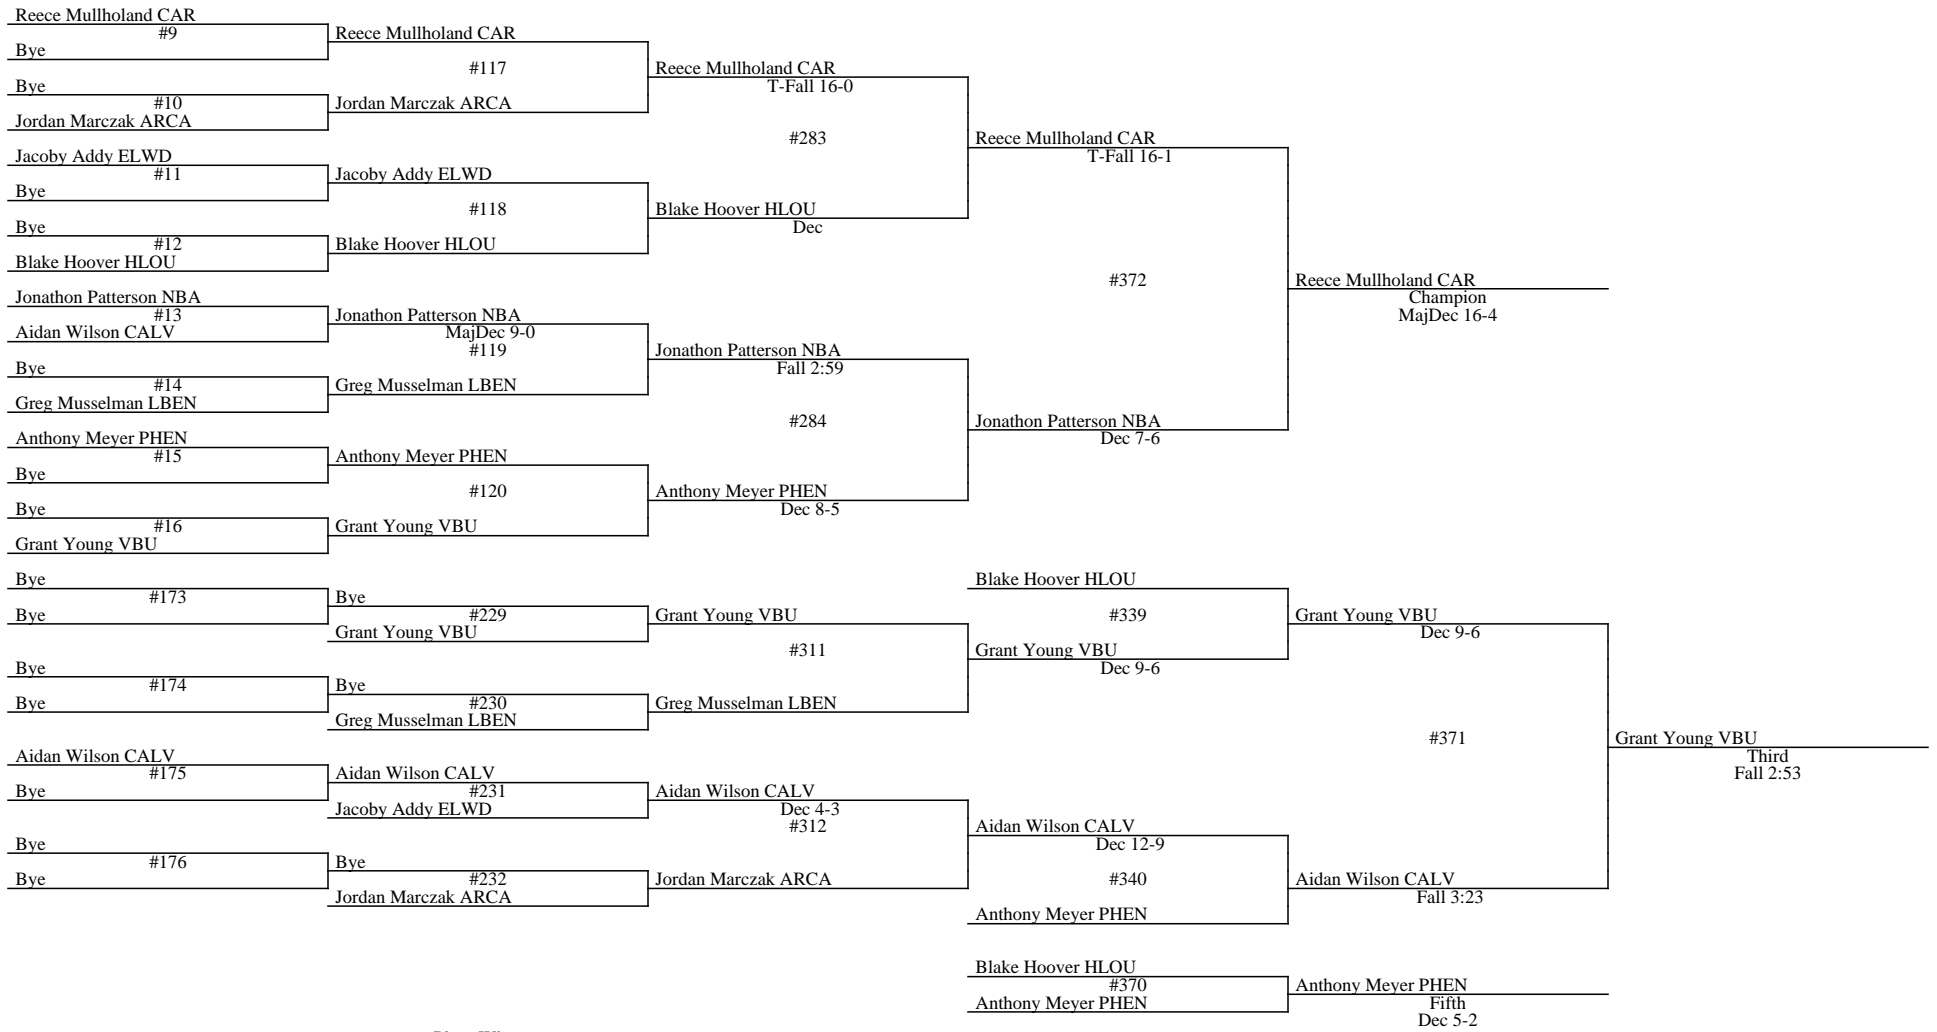 Reece Mullholand CAR
#9
Bye
Reece Mullholand CAR
#117
Bye
#10
Jordan Marczak ARCA
Jordan Marczak ARCA
Reece Mullholand CAR
T-Fall 16-0
#283
Jacoby Addy ELWD
#11
Bye
Jacoby Addy ELWD
#118
Bye
#12
Blake Hoover HLOU
Blake Hoover HLOU
Blake Hoover HLOU
Dec
Reece Mullholand CAR
T-Fall 16-1
#372
Jonathon Patterson NBA
#13
Aidan Wilson CALV
Jonathon Patterson NBA
MajDec 9-0
#119
Bye
#14
Greg Musselman LBEN
Greg Musselman LBEN
Jonathon Patterson NBA
Fall 2:59
#284
Anthony Meyer PHEN
#15
Bye
Anthony Meyer PHEN
#120
Bye
#16
Grant Young VBU
Grant Young VBU
Anthony Meyer PHEN
Dec 8-5
Jonathon Patterson NBA
Dec 7-6
Reece Mullholand CAR
Champion
MajDec 16-4
Bye
#173
Bye
Bye
#229
Grant Young VBU
Grant Young VBU
#311
Bye
#174
Bye
Bye
#230
Greg Musselman LBEN
Greg Musselman LBEN
Blake Hoover HLOU
#339
Grant Young VBU
Dec 9-6
Grant Young VBU
Dec 9-6
#371
Aidan Wilson CALV
#175
Bye
Aidan Wilson CALV
#231
Jacoby Addy ELWD
Aidan Wilson CALV
Dec 4-3
#312
Bye
#176
Bye
Bye
#232
Jordan Marczak ARCA
Jordan Marczak ARCA
Aidan Wilson CALV
Dec 12-9
#340
Anthony Meyer PHEN
Aidan Wilson CALV
Fall 3:23
Grant Young VBU
Third
Fall 2:53
Blake Hoover HLOU
#370
Anthony Meyer PHEN
Anthony Meyer PHEN
Fifth
Dec 5-2